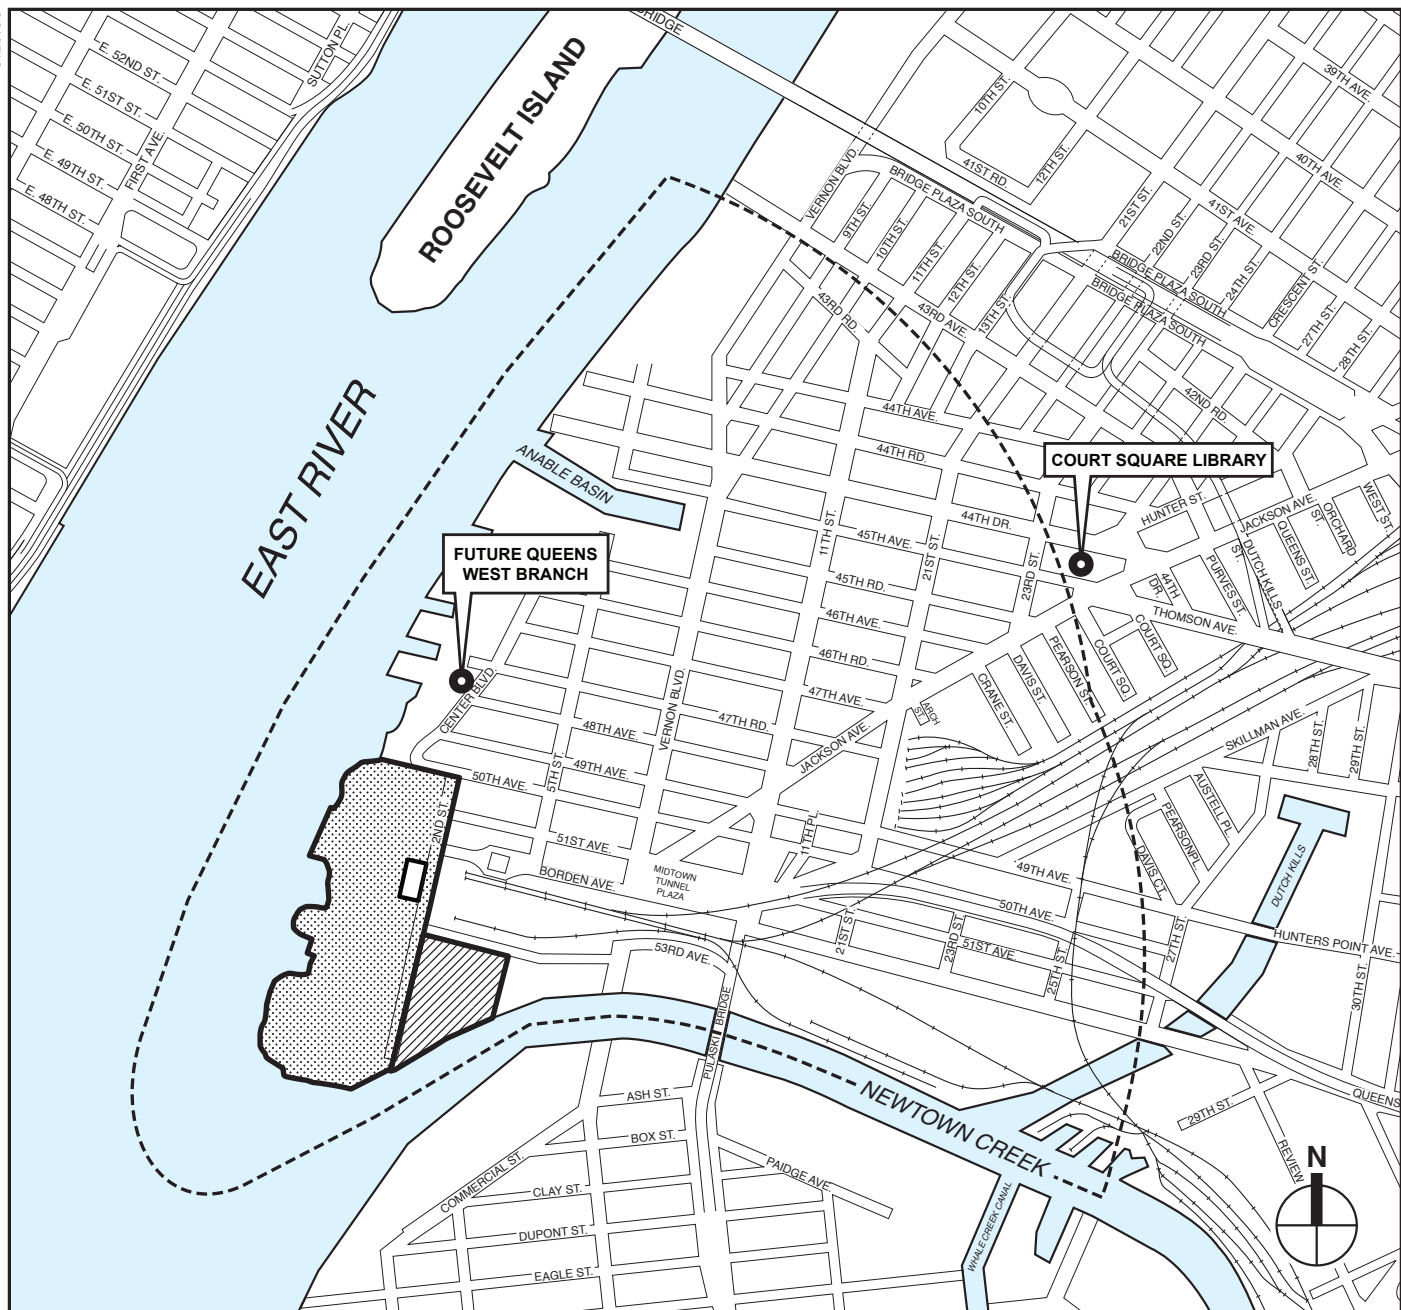 BRIDGE
SUTTON PL.
E. 52ND ST.
E. 51ST ST.
E. 50TH ST.
E. 49TH ST.
E. 48TH ST.
FIRST AVE.
ROOSEVELT ISLAND
EAST RIVER
39TH AVE.
10TH ST.
40TH AVE.
41ST RD.
12TH ST.
VERNON BLVD.
BRIDGE PLAZA SOUTH
9TH ST.
10TH ST.
11TH ST.
12TH ST.
13TH ST.
21ST ST.
22ND ST.
23RD ST.
24TH ST.
41ST AVE.
CRESCENT ST.
27TH ST.
28TH ST.
BRIDGE PLAZA SOUTH
BRIDGE PLAZA SOUTH
43RD RD.
43RD AVE.
42ND RD.
44TH AVE.
44TH RD.
COURT SQUARE LIBRARY
ANABLE BASIN
HUNTER ST.
JACKSON AVE.
ORCHARD
ST.
WEST ST.
QUEENS ST.
DUTCH KILLS
ST.
PURVES ST.
44TH DR.
11TH ST.
45TH AVE.
21ST ST.
23RD ST.
44TH
DR.
THOMSON AVE.
FUTURE QUEENS
WEST BRANCH
45TH RD.
46TH AVE.
46TH RD.
47TH AVE.
COURT SQ.
COURT SQ.
PEARSON ST.
DAVIS ST.
CRANE ST.
ARCH
ST.
CENTER BLVD.
VERNON BLVD.
47TH RD.
48TH AVE.
49TH AVE.
JACKSON AVE.
SKILLMAN AVE.
28TH ST.
29TH ST.
50TH AVE.
5TH ST.
2ND ST.
51ST AVE.
BORDEN AVE.
MIDTOWN
TUNNEL
PLAZA
11TH PL.
49TH AVE.
50TH AVE.
51ST AVE.
21ST ST.
23RD ST.
25TH ST.
27TH ST.
AUSTELL PL.
PEARSONPL.
DAVIS CT.
DUTCH KILLS
HUNTERS POINT AVE.
30TH ST.
53RD AVE.
PULASKI BRIDGE
NEWTOWN CREEK
QUEENS
29TH ST.
REVIEW
ASH ST.
BOX ST.
COMMERCIAL ST.
CLAY ST.
DUPONT ST.
EAGLE ST.
PAIDGE AVE.
WHALE CREEK CANAL
N